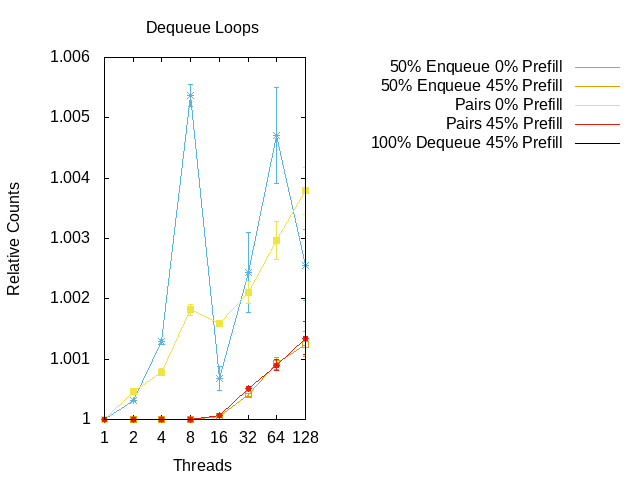 Dequeue Loops
1.006
1.005
1.004
1.003
1.002
1.001
1
Relative Counts
1 2 4 8 16 32 64 128
Threads
50% Enqueue 0% Prefill
50% Enqueue 45% Prefill
Pairs 0% Prefill
Pairs 45% Prefill
100% Dequeue 45% Prefill